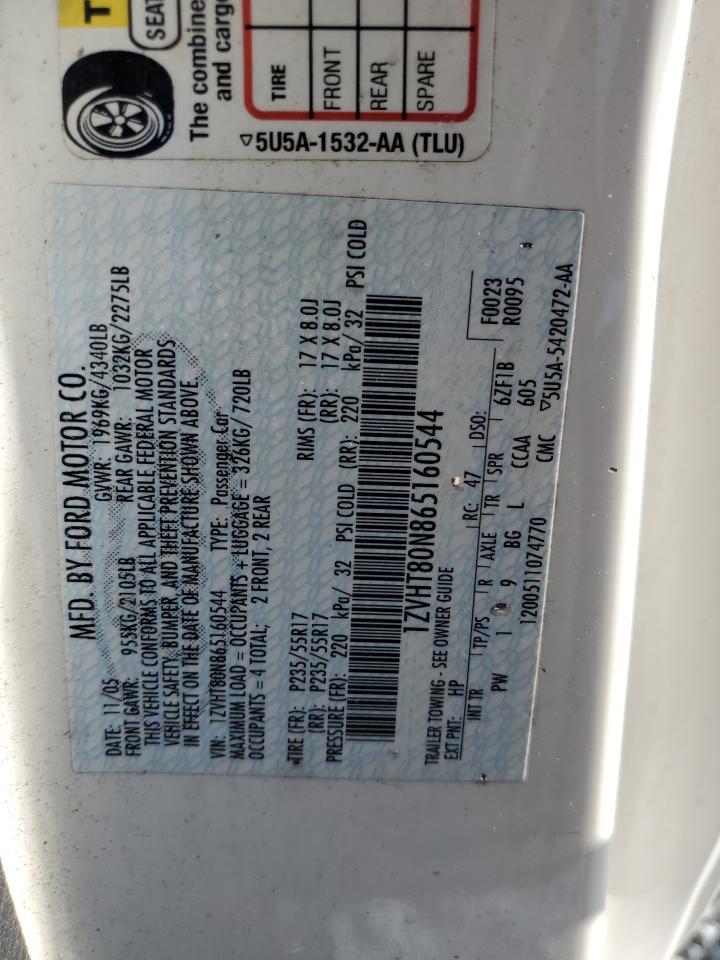 T
SEAT
The combine
and cargo
TIRE
FRONT
REAR
SPARE
▽5U5A-1532-AA (TLU)
MFD. BY FORD MOTOR CO.
DATE: 11/05 GVWR: 1969KG/4340LB
FRONT GAWR: 955KG/2105LB REAR GAWR: 1032KG/2275LB
THIS VEHICLE CONFORMS TO ALL APPLICABLE FEDERAL MOTOR
VEHICLE SAFETY, BUMPER, AND THEFT PREVENTION STANDARDS
IN EFFECT ON THE DATE OF MANUFACTURE SHOWN ABOVE.
VIN: 1ZVHT80N865160544 TYPE: Passenger Car
MAXIMUM LOAD = OCCUPANTS + LUGGAGE = 326KG/720LB
OCCUPANTS = 4 TOTAL; 2 FRONT, 2 REAR
TIRE (FR): P235/55R17 RIMS (FR): 17 X 8.0J
(RR): P235/55R17 (RR): 17 X 8.0J
PRESSURE (FR): 220 kPa/ 32 PSI COLD (RR): 220 kPa/ 32 PSI COLD
1ZVHT80N865160544
TRAILER TOWING - SEE OWNER GUIDE
EXT PNT: HP RC: 47 DSO: F0023
R0095
INT TR TP/PS R AXLE TR SPR 6ZF1B
PW 1 9 BG L CCAA 605
12005110Z4770 CMC ▽5U5A-5420472-AA